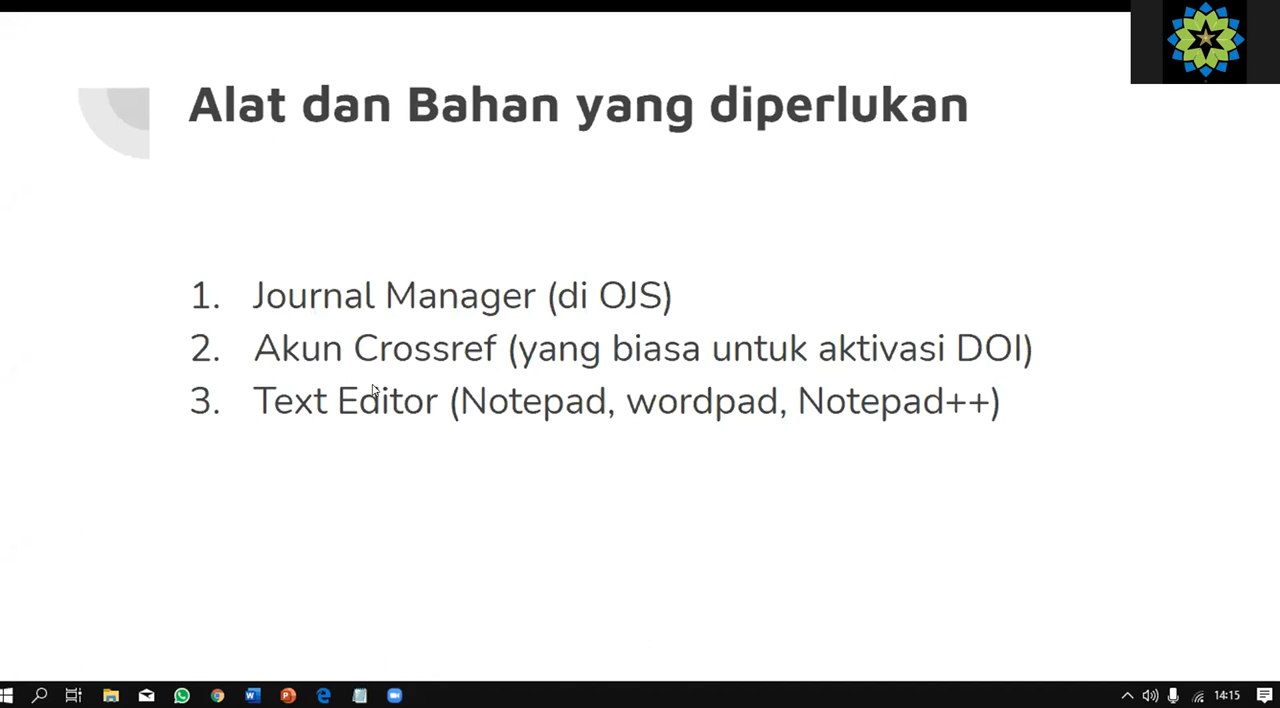 Alat dan Bahan yang diperlukan
1. Journal Manager (di OJS)
2. Akun Crossref (yang biasa untuk aktivasi DOI)
3. Text Editor (Notepad, wordpad, Notepad++)
14:15